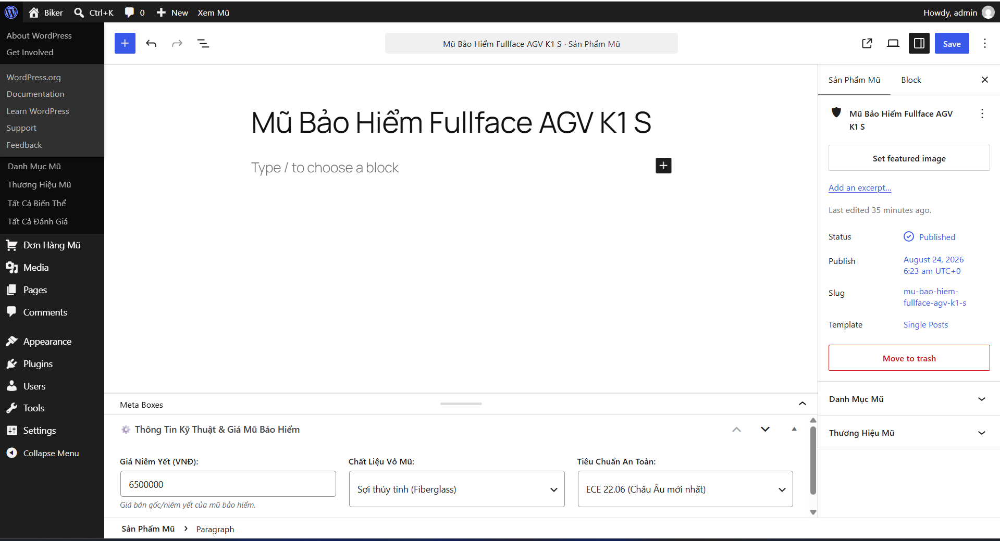 Biker
Ctrl+K
0
New
Xem Mũ
Howdy, admin
About WordPress
Get Involved
WordPress.org
Documentation
Learn WordPress
Support
Feedback
Danh Mục Mũ
Thương Hiệu Mũ
Tất Cả Biến Thể
Tất Cả Đánh Giá
Đơn Hàng Mũ
Media
Pages
Comments
Appearance
Plugins
Users
Tools
Settings
Collapse Menu
Mũ Bảo Hiểm Fullface AGV K1 S · Sản Phẩm Mũ
Save
Mũ Bảo Hiểm Fullface AGV K1 S
Type / to choose a block
Meta Boxes
Thông Tin Kỹ Thuật & Giá Mũ Bảo Hiểm
Giá Niêm Yết (VNĐ):
6500000
Giá bán gốc/niêm yết của mũ bảo hiểm.
Chất Liệu Vỏ Mũ:
Sợi thủy tinh (Fiberglass)
Tiêu Chuẩn An Toàn:
ECE 22.06 (Châu Âu mới nhất)
Sản Phẩm Mũ
Paragraph
Sản Phẩm Mũ
Block
Mũ Bảo Hiểm Fullface AGV
K1 S
Set featured image
Add an excerpt...
Last edited 35 minutes ago.
Status
Published
Publish
August 24, 2026
6:23 am UTC+0
Slug
mu-bao-hiem-
fullface-agv-k1-s
Template
Single Posts
Move to trash
Danh Mục Mũ
Thương Hiệu Mũ